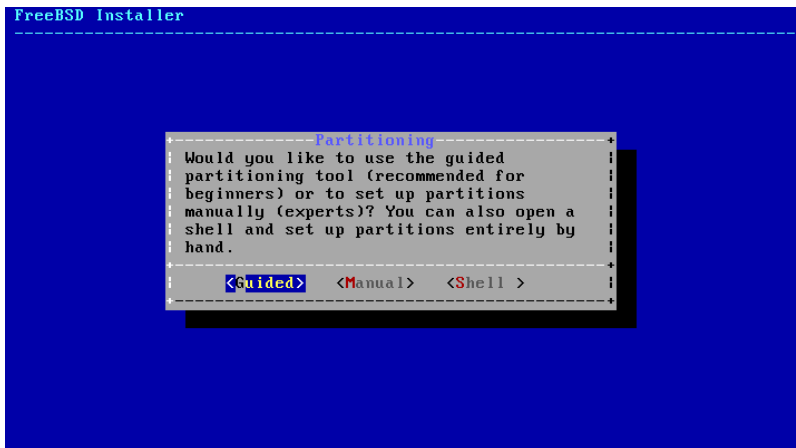 FreeBSD Installer
Partitioning
Would you like to use the guided
partitioning tool (recommended for
beginners) or to set up partitions
manually (experts)? You can also open a
shell and set up partitions entirely by
hand.
<Guided> <Manual> <Shell >